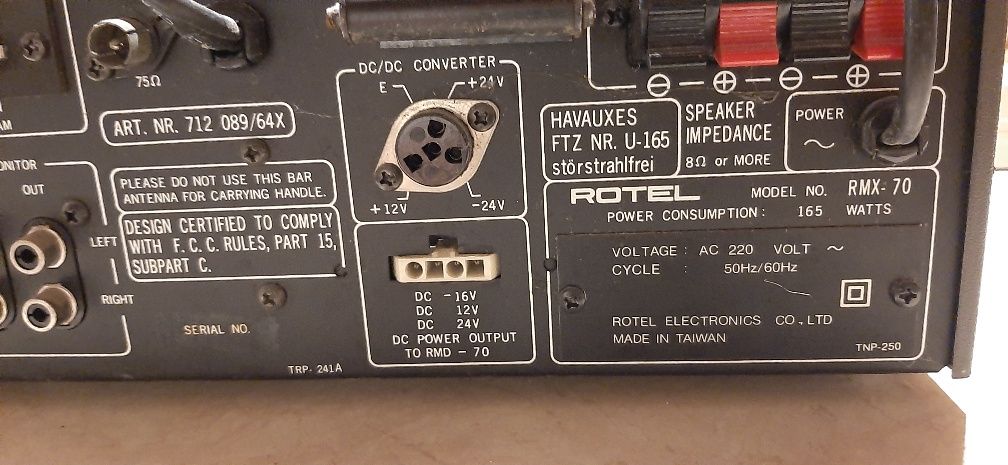 75Ω
AM
ART. NR. 712 089/64X
OUT
LEFT
RIGHT
PLEASE DO NOT USE THIS BAR
ANTENNA FOR CARRYING HANDLE.
DESIGN CERTIFIED TO COMPLY
WITH F.C.C. RULES, PART 15,
SUBPART C.
SERIAL NO.
TRP-241A
DC/DC CONVERTER
E
+24V
+12V
-24V
DC -16V
DC 12V
DC 24V
DC POWER OUTPUT
TO RMD-70
⊖ ⊕ ⊖ ⊕
HAVAUXES
FTZ NR. U-165
störstrahlfrei
SPEAKER
IMPEDANCE
8Ω or MORE
POWER
~
ROTEL MODEL NO. RMX-70
POWER CONSUMPTION: 165 WATTS
VOLTAGE: AC 220 VOLT ~
CYCLE : 50Hz/60Hz
ROTEL ELECTRONICS CO., LTD
MADE IN TAIWAN
TNP-250